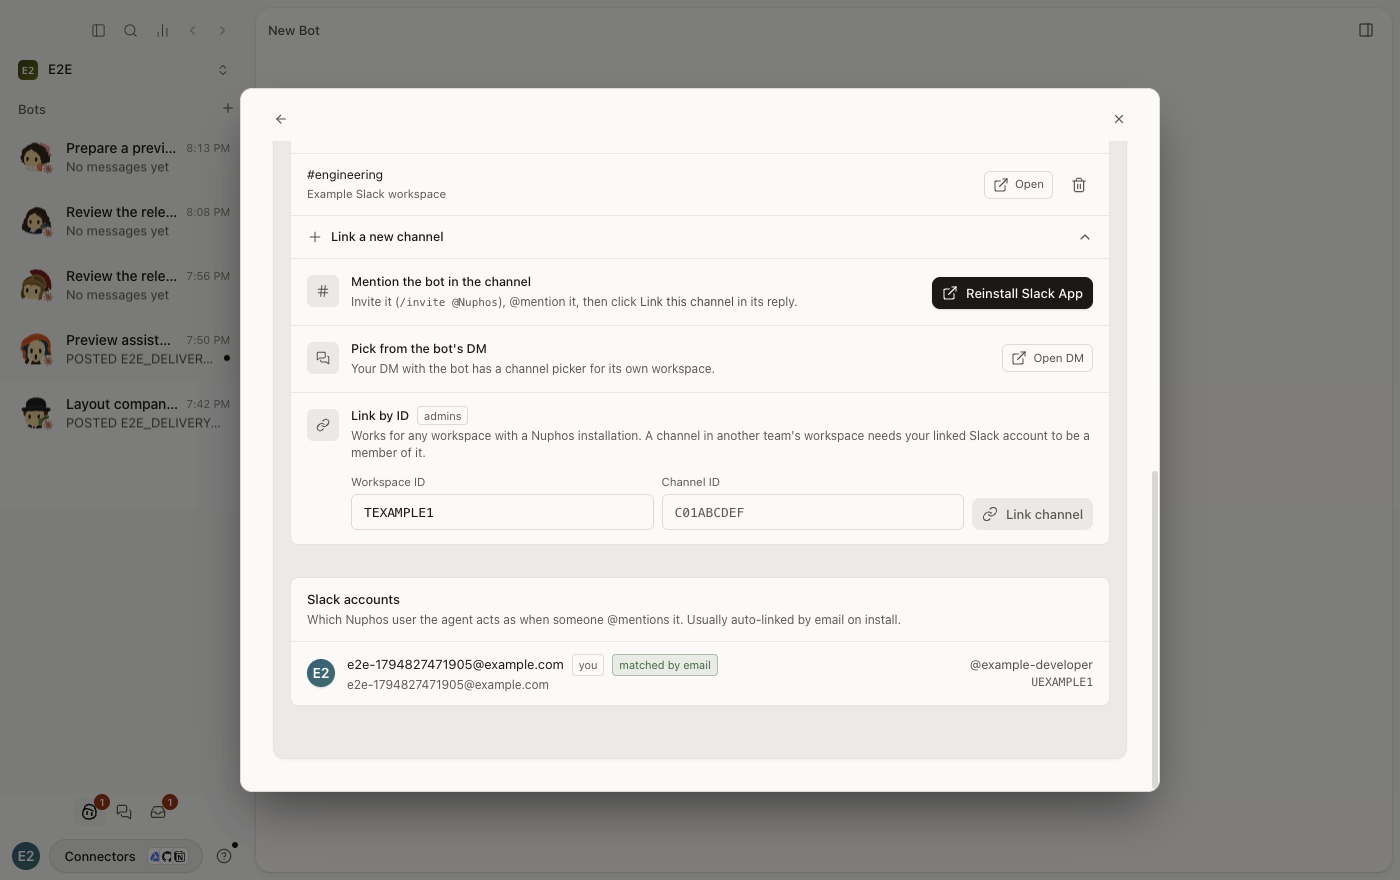 New Bot
E2 E2E
Bots
Prepare a previ... 8:13 PM
No messages yet
Review the rele... 8:08 PM
No messages yet
Review the rele... 7:56 PM
No messages yet
Preview assist... 7:50 PM
POSTED E2E_DELIVER...
Layout compan... 7:42 PM
POSTED E2E_DELIVERY...
1
1
E2 Connectors
#engineering
Example Slack workspace
Open
Link a new channel
Mention the bot in the channel
Invite it (/invite @Nuphos), @mention it, then click Link this channel in its reply.
Reinstall Slack App
Pick from the bot's DM
Your DM with the bot has a channel picker for its own workspace.
Open DM
Link by ID admins
Works for any workspace with a Nuphos installation. A channel in another team's workspace needs your linked Slack account to be a
member of it.
Workspace ID Channel ID
TEXAMPLE1 C01ABCDEF Link channel
Slack accounts
Which Nuphos user the agent acts as when someone @mentions it. Usually auto-linked by email on install.
E2 e2e-1794827471905@example.com you matched by email @example-developer
e2e-1794827471905@example.com UEXAMPLE1